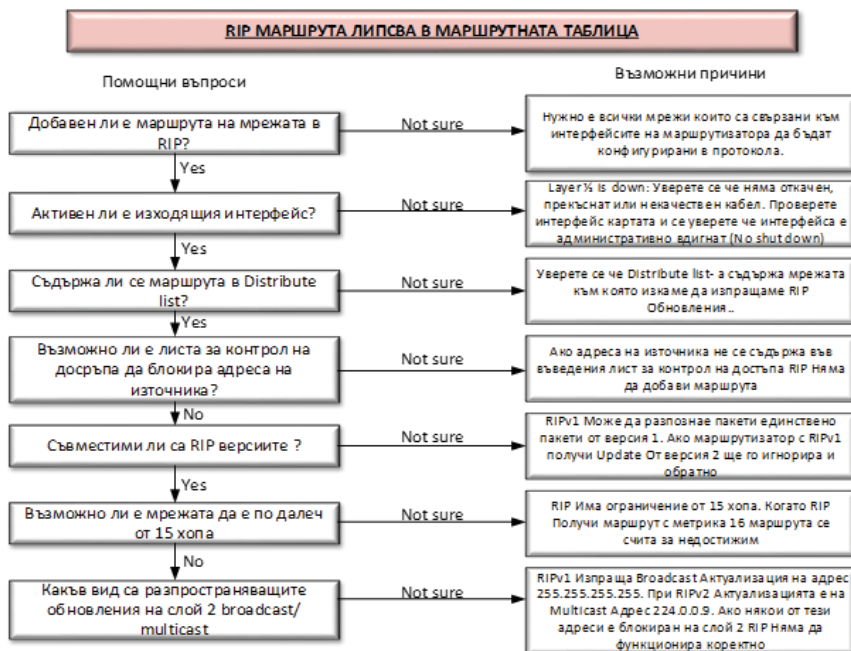 RIP МАРШРУТА ЛИПСВА В МАРШРУТНАТА ТАБЛИЦА
Помощни въпроси
Възможни причини
Добавен ли е маршрута на мрежата в
RIP?
Not sure
Нужно е всички мрежи които са свързани към
интерфейсите на маршрутизатора да бъдат
конфигурирани в протокола.
Yes
Активен ли е изходящия интерфейс?
Not sure
Layer ½ is down: Уверете се че няма откачен,
прекъснат или некачествен кабел. Проверете
интерфейс картата и се уверете че интерфейса е
административно вдигнат (No shut down)
Yes
Съдържа ли се маршрута в Distribute
list?
Not sure
Уверете се че Distribute list- а съдържа мрежата
към която изкаме да изпращаме RIP
Обновления..
Yes
Възможно ли е листа за контрол на
досръпа да блокира адреса на
източника?
Not sure
Ако адреса на източника не се съдържа във
въведения лист за контрол на достъпа RIP Няма
да добави маршрута
No
Съвместими ли са RIP версиите ?
Not sure
RIPv1 Може да разпознае пакети единствено
пакети от версия 1. Ако маршрутизатор с RIPv1
получи Update От версия 2 ще го игнорира и
обратно
Yes
Възможно ли е мрежата да е по далеч
от 15 хопа
Not sure
RIP Има ограничение от 15 хопа. Когато RIP
Получи маршрут с метрика 16 маршрута се
счита за недостижим
No
Какъв вид са разпространяващите
обновления на слой 2 broadcast/
multicast
Not sure
RIPv1 Изпраща Broadcast Актуализация на адрес
255.255.255.255. При RIPv2 Актуализацията е на
Multicast Адрес 224.0.0.9. Ако някои от тези
адреси е блокиран на слой 2 RIP Няма да
функционира коректно